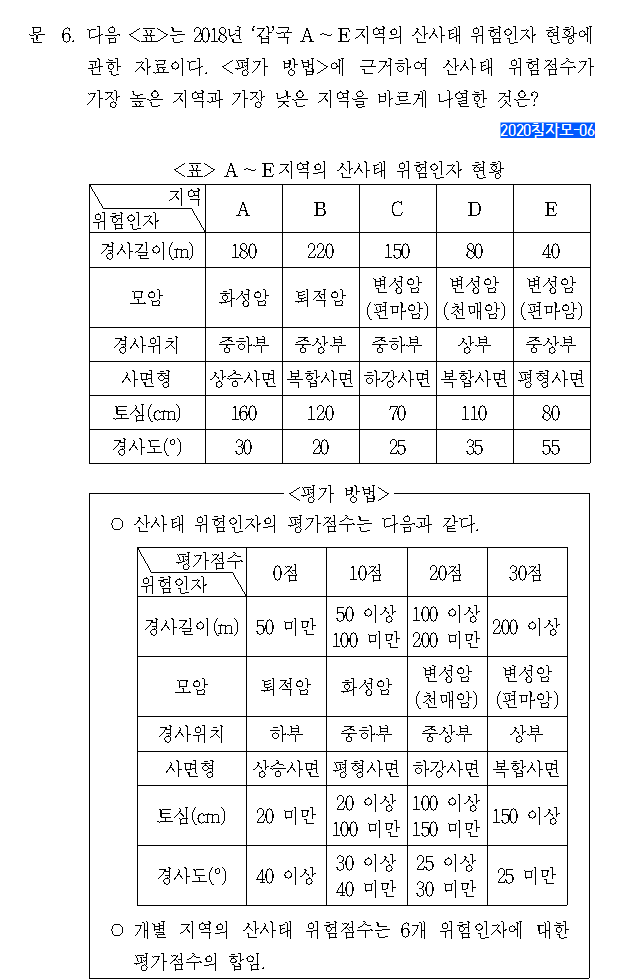 문 6. 다음 <표>는 2018년 ‘갑’국 A ~ E지역의 산사태 위험인자 현황에
관한 자료이다. <평가 방법>에 근거하여 산사태 위험점수가
가장 높은 지역과 가장 낮은 지역을 바르게 나열한 것은?
2020침자모-06
<표> A ~ E지역의 산사태 위험인자 현황
지역
위험인자 A B C D E
경사길이(m) 180 220 150 80 40
모암 화성암 퇴적암 변성암 (편마암) 변성암 (천매암) 변성암 (편마암)
경사위치 중하부 중상부 중하부 상부 중상부
사면형 상승사면 복합사면 하강사면 복합사면 평형사면
토심(cm) 160 120 70 110 80
경사도(°) 30 20 25 35 55
<평가 방법>
○ 산사태 위험인자의 평가점수는 다음과 같다.
평가점수
위험인자 0점 10점 20점 30점
경사길이(m) 50 미만 50 이상 100 미만 100 이상 200 미만 200 이상
모암 퇴적암 화성암 변성암 (천매암) 변성암 (편마암)
경사위치 하부 중하부 중상부 상부
사면형 상승사면 평형사면 하강사면 복합사면
토심(cm) 20 미만 20 이상 100 미만 100 이상 150 미만 150 이상
경사도(°) 40 이상 30 이상 40 미만 25 이상 30 미만 25 미만
○ 개별 지역의 산사태 위험점수는 6개 위험인자에 대한
평가점수의 합임.